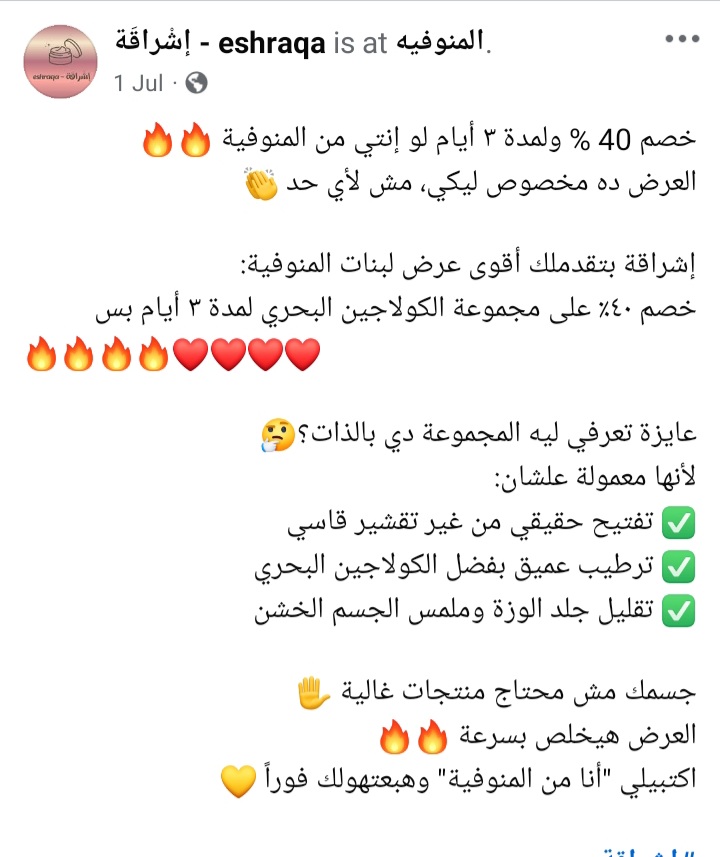 إشْراقَة - eshraqa is at المنوفيه.
1 Jul ·
eshraqa - إشراقة
خصم 40 % ولمدة ٣ أيام لو إنتي من المنوفية 🔥🔥
العرض ده مخصوص ليكي، مش لأي حد 👏
إشراقة بتقدملك أقوى عرض لبنات المنوفية:
خصم ٤٠٪ على مجموعة الكولاجين البحري لمدة ٣ أيام بس
❤️❤️❤️❤️🔥🔥🔥🔥
عايزة تعرفي ليه المجموعة دي بالذات؟🤔
لأنها معمولة علشان:
✅ تفتيح حقيقي من غير تقشير قاسي
✅ ترطيب عميق بفضل الكولاجين البحري
✅ تقليل جلد الوزة وملمس الجسم الخشن
جسمك مش محتاج منتجات غالية ✋
العرض هيخلص بسرعة 🔥🔥
اكتبيلي "أنا من المنوفية" وهبعتهولك فوراً 💛